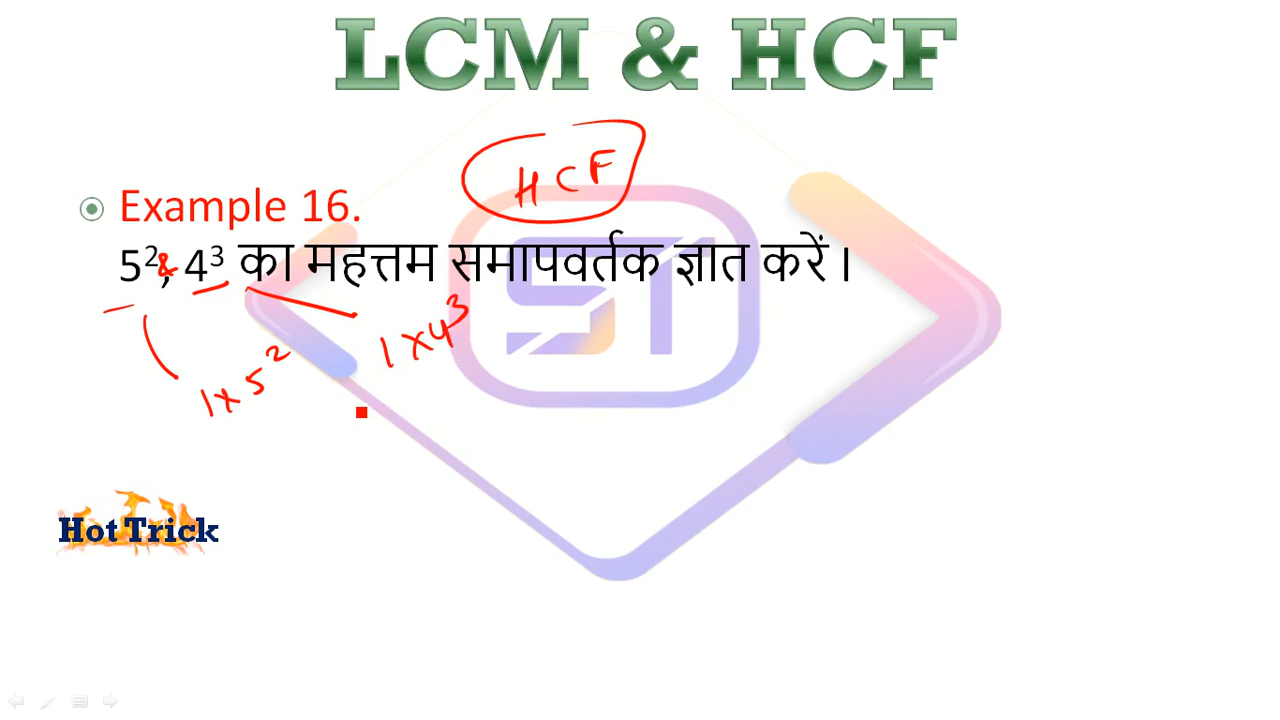 LCM & HCF
HCF
Example 16.
5²,& 4³ का महत्तम समापवर्तक ज्ञात करें।
1×4³
1×5²
ST
Hot Trick